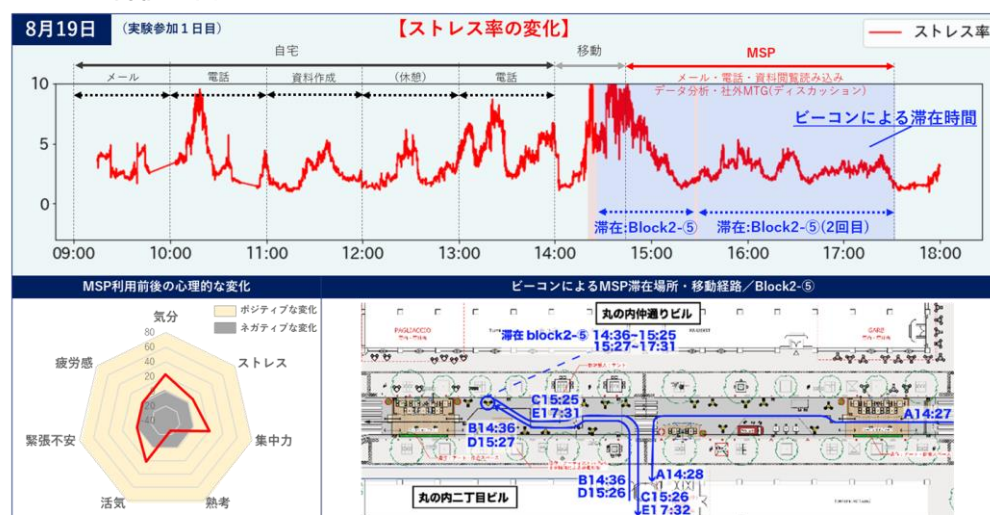 8月19日
(実験参加1日目)
【ストレス率の変化】
ストレス率
自宅
移動
MSP
メール
電話
資料作成
(休憩)
電話
メール・電話・資料閲覧読み込み
データ分析・社外MTG(ディスカッション)
ビーコンによる滞在時間
10
5
0
滞在:Block2-⑤
滞在:Block2-⑤(2回目)
09:00
10:00
11:00
12:00
13:00
14:00
15:00
16:00
17:00
18:00
MSP利用前後の心理的な変化
ポジティブな変化
ネガティブな変化
気分
ストレス
集中力
熟考
活気
緊張不安
疲労感
80
60
40
20
20
40
ビーコンによるMSP滞在場所・移動経路/Block2-⑤
丸の内仲通りビル
PAGLIACCIO
GARB
滞在 block2-⑤ 14:36~15:25
15:27~17:31
C15:25
E17:31
A14:27
B14:36
D15:27
A14:28
B14:36
D15:26
C15:26
E17:32
丸の内二丁目ビル